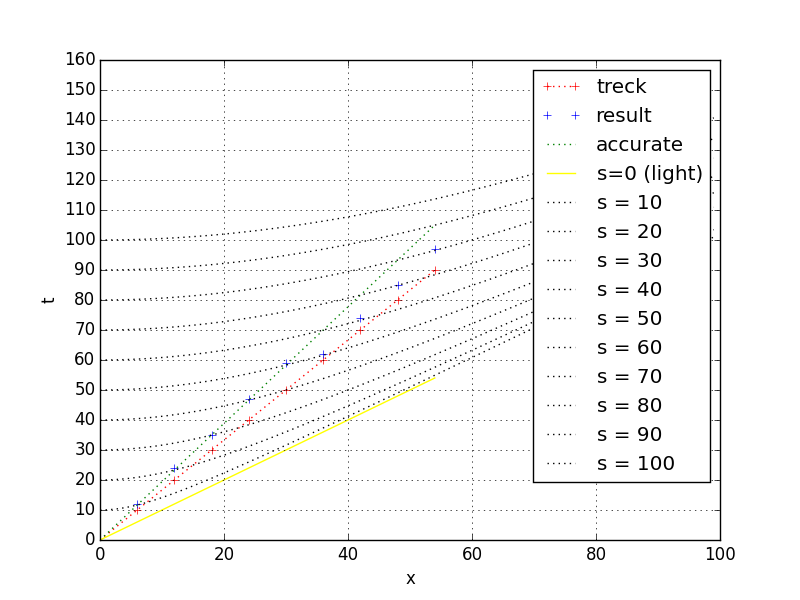 160
150
140
130
120
110
100
90
80
70
60
50
40
30
20
10
0
t
treck
result
accurate
s=0 (light)
s = 10
s = 20
s = 30
s = 40
s = 50
s = 60
s = 70
s = 80
s = 90
s = 100
0 20 40 60 80 100
x